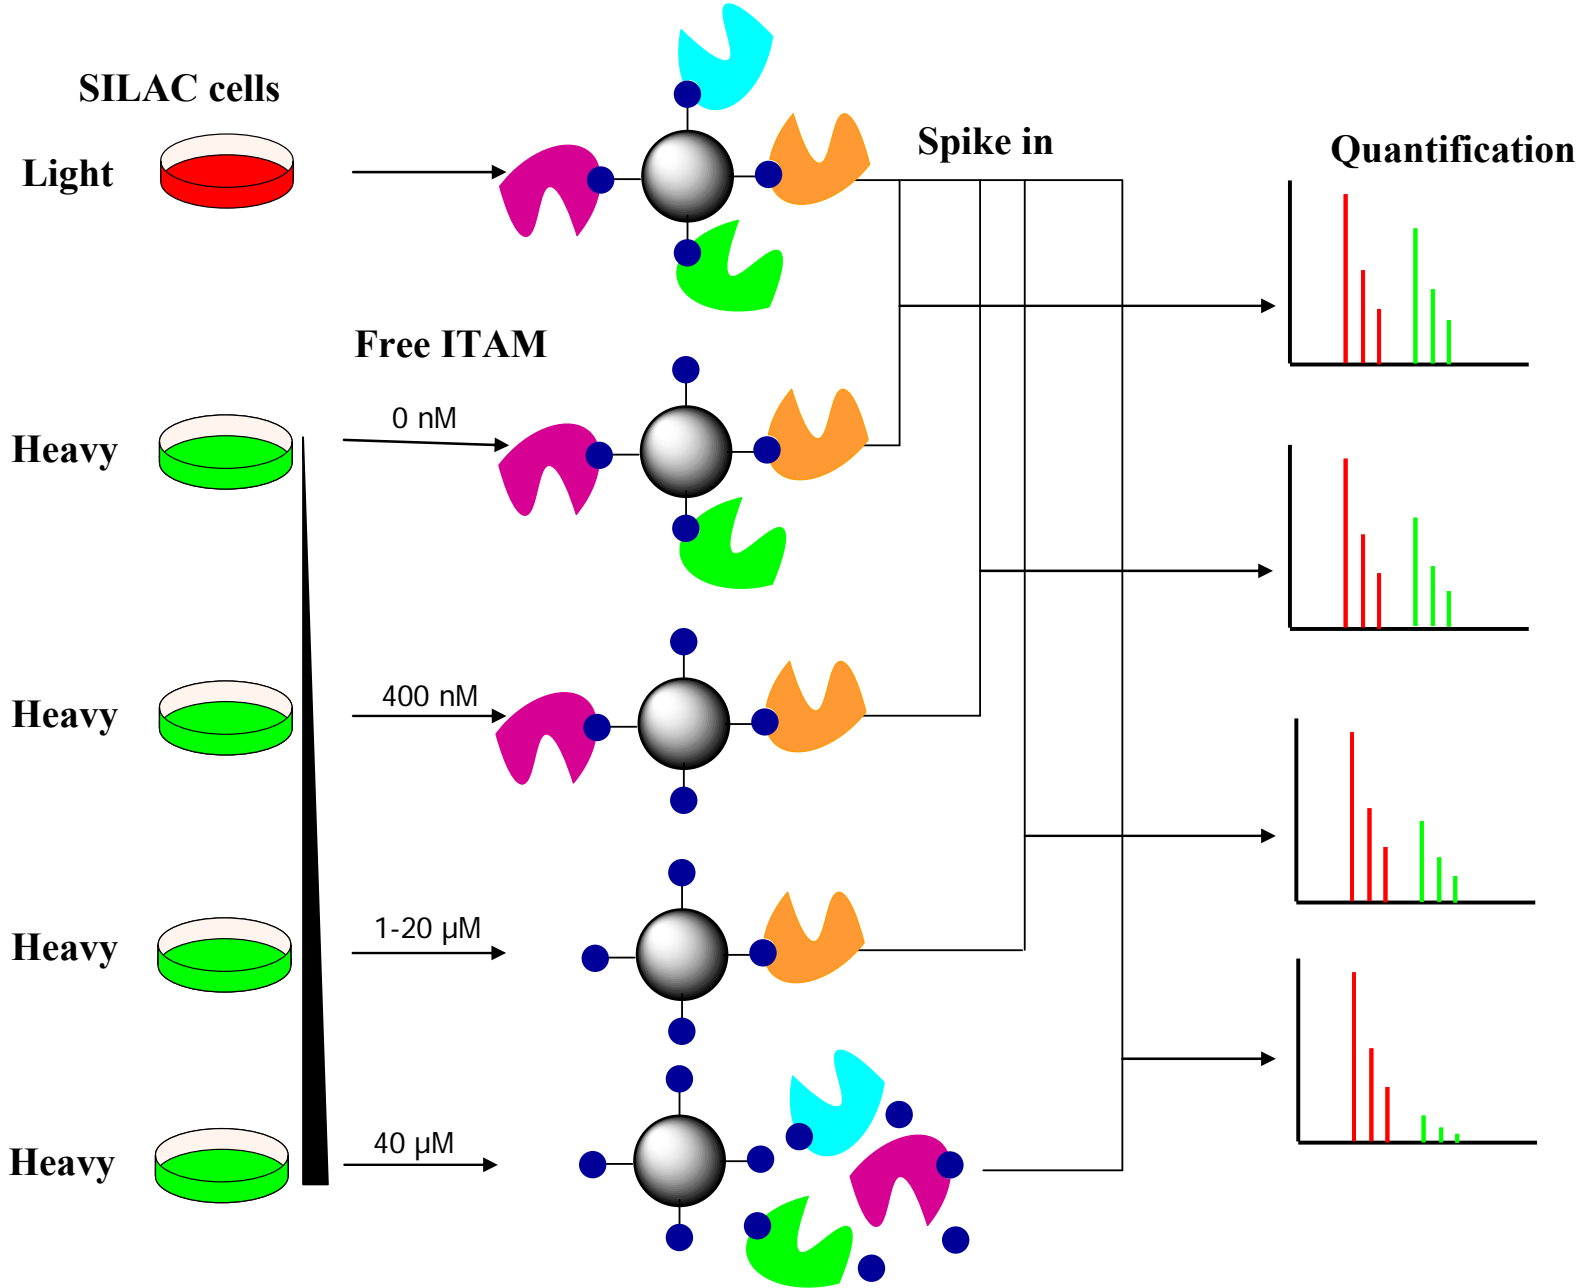 SILAC cells
Light
Spike in
Quantification
Free ITAM
Heavy
0 nM
Heavy
400 nM
Heavy
1-20 µM
Heavy
40 µM